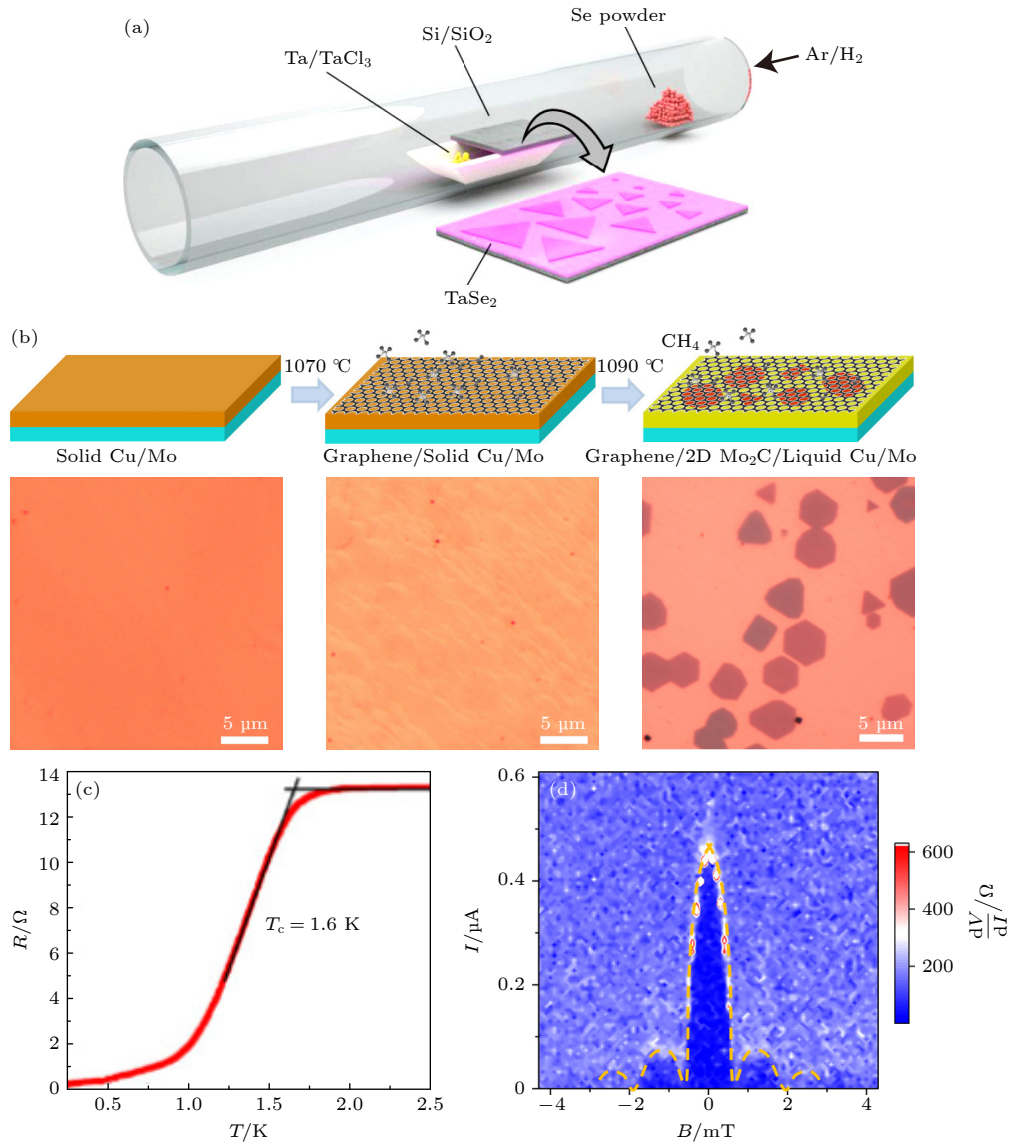 (a)
Se powder
Si/SiO₂
Ta/TaCl₃
Ar/H₂
TaSe₂
(b)
1070 ℃
1090 ℃
CH₄
Solid Cu/Mo
Graphene/Solid Cu/Mo
Graphene/2D Mo₂C/Liquid Cu/Mo
5 μm
5 μm
5 μm
(c)
14
12
10
8
6
4
2
0
R/Ω
T_c = 1.6 K
0.5
1.0
1.5
2.0
2.5
T/K
(d)
0.6
0.4
0.2
0
I/μA
−4
−2
0
2
4
B/mT
600
400
200
dV/dI /Ω